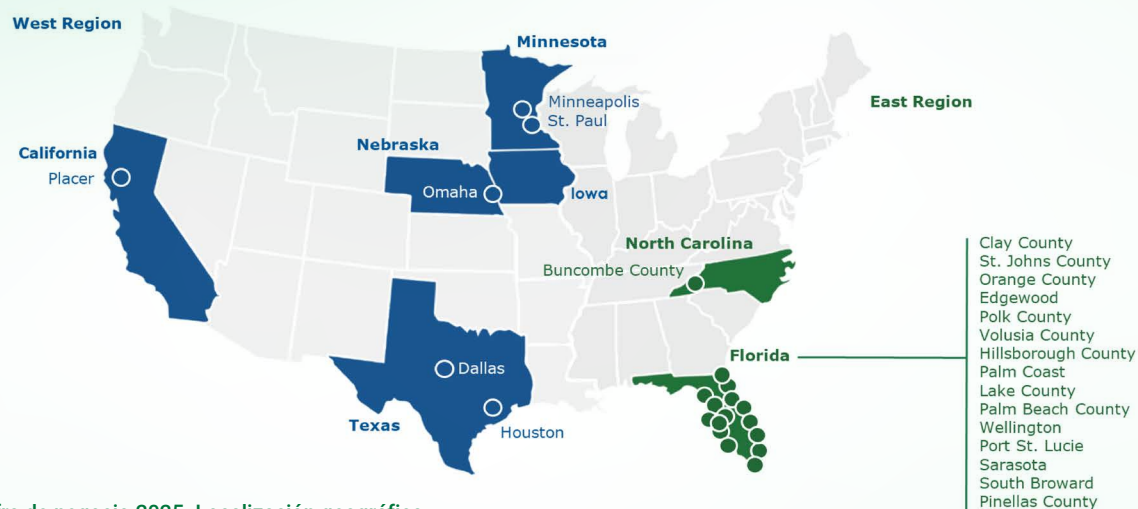 West Region
Minnesota
Minneapolis
St. Paul
East Region
California
Placer
Nebraska
Omaha
Iowa
North Carolina
Buncombe County
Florida
Dallas
Texas
Houston
Clay County
St. Johns County
Orange County
Edgewood
Polk County
Volusia County
Hillsborough County
Palm Coast
Lake County
Palm Beach County
Wellington
Port St. Lucie
Sarasota
South Broward
Pinellas County